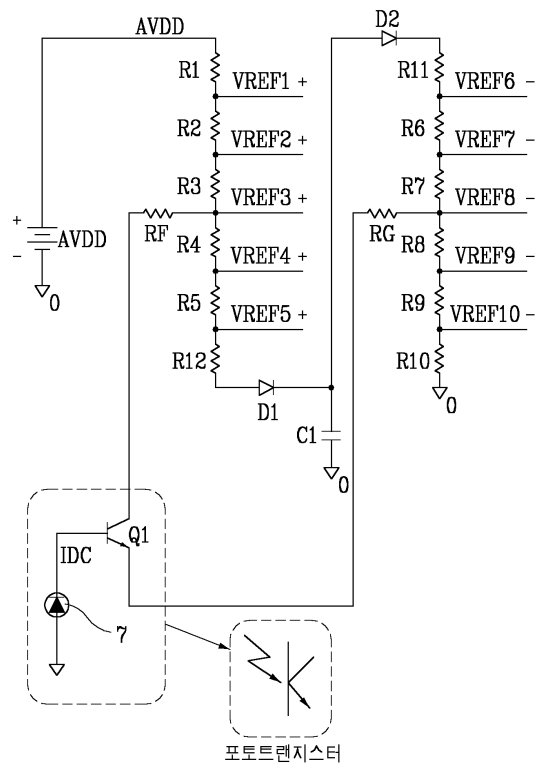 AVDD
D2
R1
VREF1 +
R11
VREF6 -
R2
VREF2 +
R6
VREF7 -
R3
VREF3 +
R7
VREF8 -
RF
RG
+
AVDD
-
0
R4
VREF4 +
R8
VREF9 -
R5
VREF5 +
R9
VREF10 -
R12
R10
D1
0
C1
0
Q1
IDC
7
포토트랜지스터